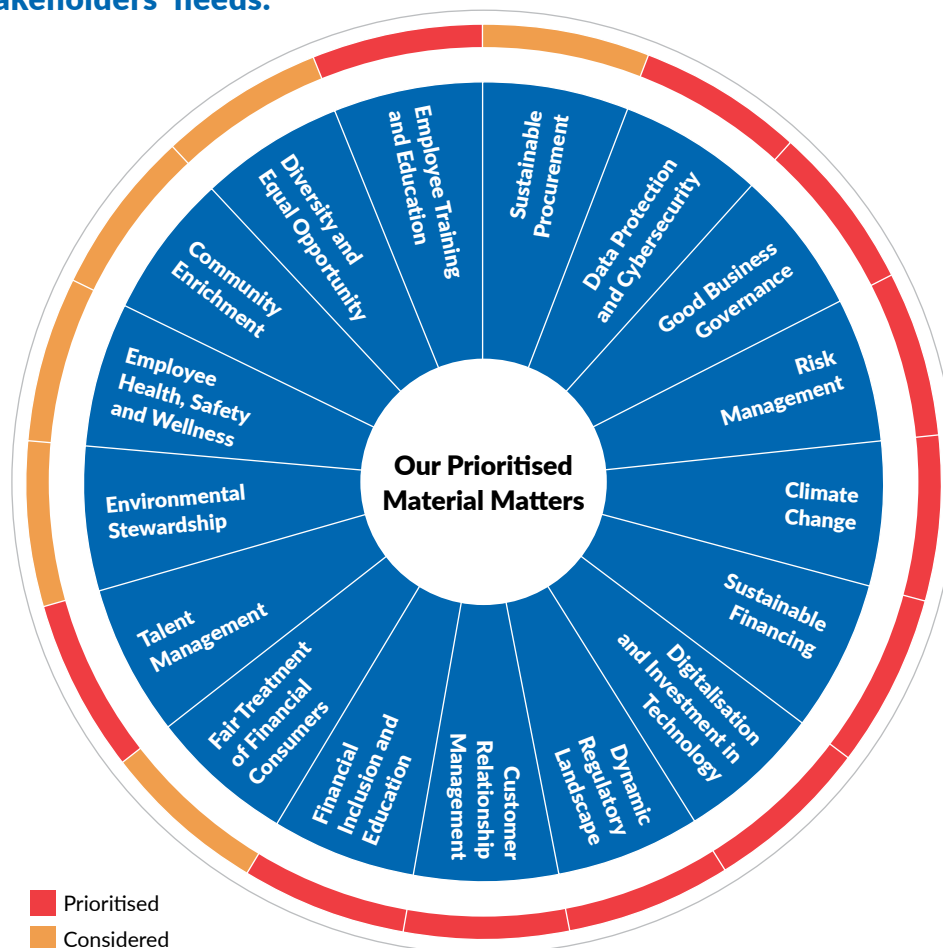 stakeholders' needs.
Sustainable
Procurement
Data Protection
and Cybersecurity
Good Business
Governance
Risk
Management
Climate
Change
Sustainable
Financing
Digitalisation
and Investment in
Technology
Dynamic
Regulatory
Landscape
Customer
Relationship
Management
Financial
Inclusion and
Education
Fair Treatment
of Financial
Consumers
Talent
Management
Environmental
Stewardship
Employee
Health, Safety
and Wellness
Community
Enrichment
Diversity and
Equal Opportunity
Employee Training
and Education
Our Prioritised
Material Matters
Prioritised
Considered